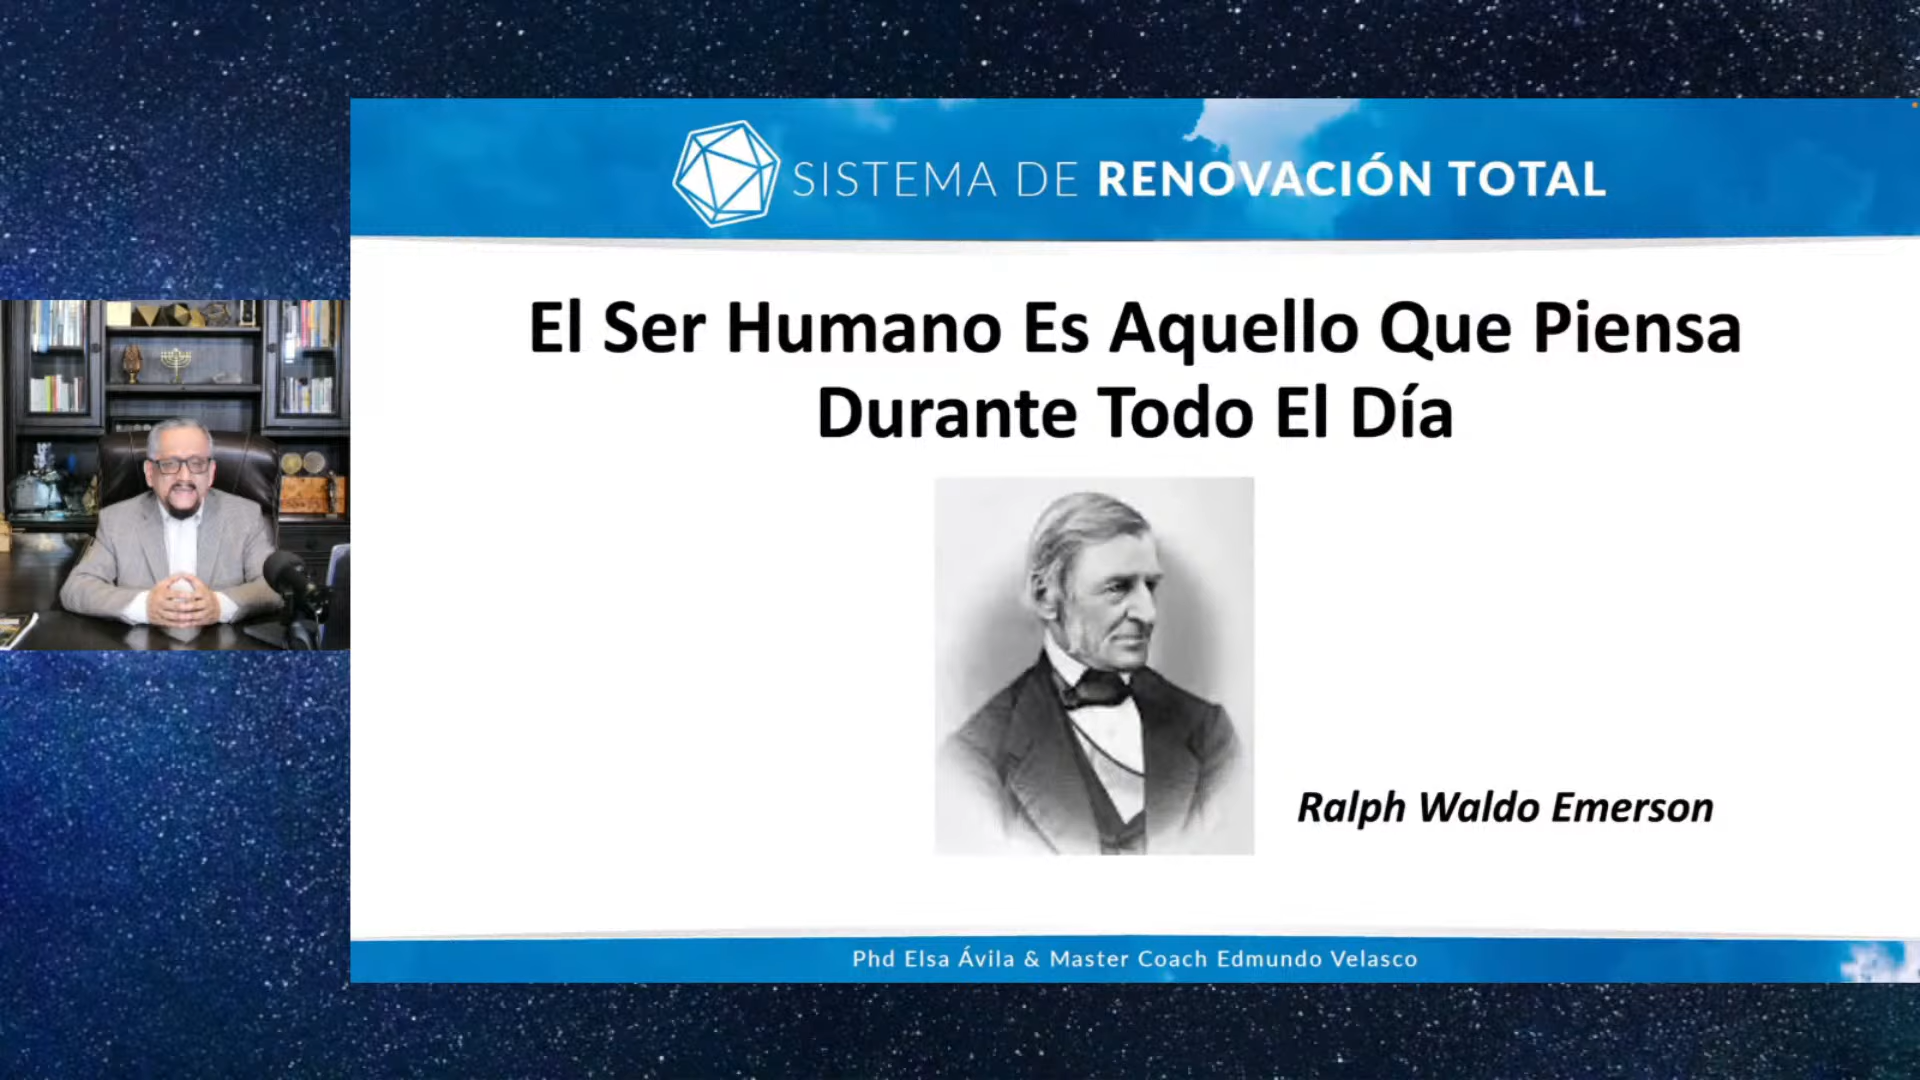 SISTEMA DE RENOVACIÓN TOTAL
El Ser Humano Es Aquello Que Piensa
Durante Todo El Día
Ralph Waldo Emerson
Phd Elsa Ávila & Master Coach Edmundo Velasco